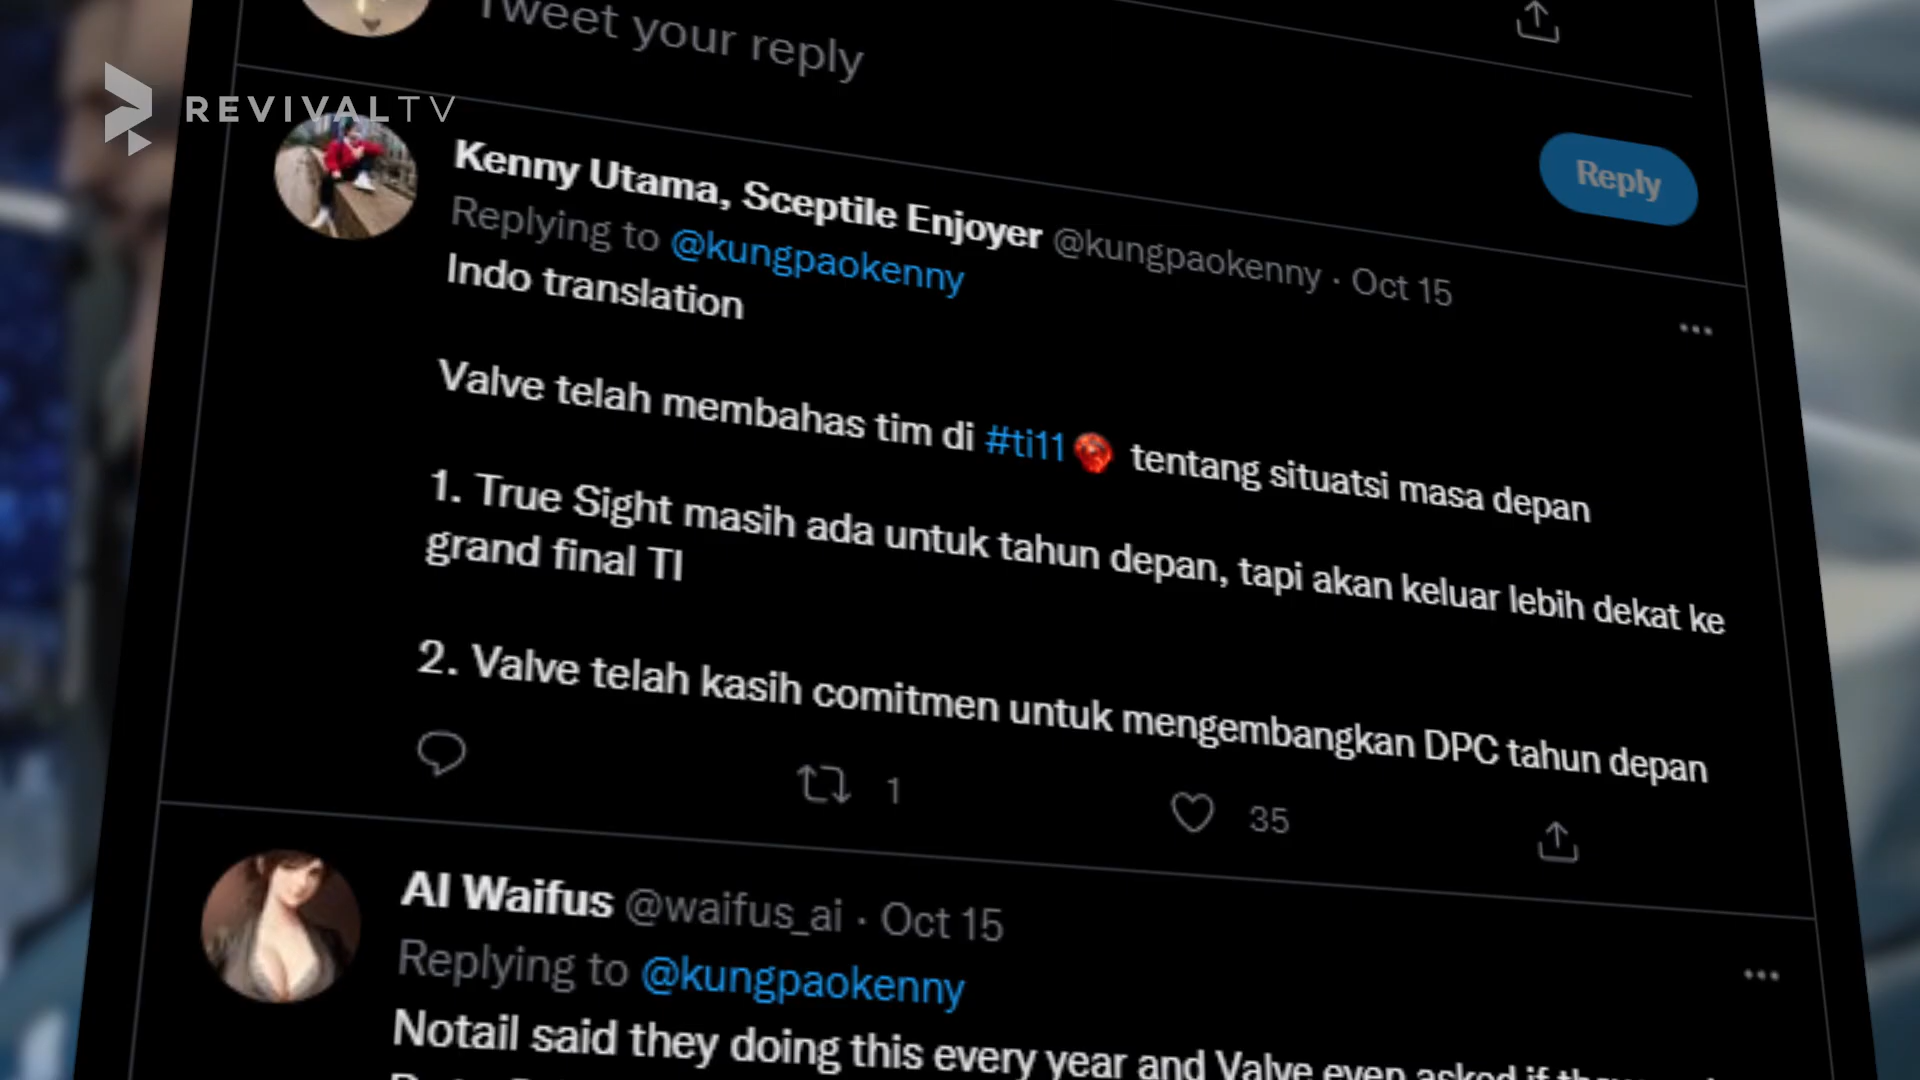 Tweet your reply
REVIVALTV
Reply
Kenny Utama, Sceptile Enjoyer @kungpaokenny · Oct 15
Replying to @kungpaokenny
Indo translation
Valve telah membahas tim di #ti11 tentang situatsi masa depan
1. True Sight masih ada untuk tahun depan, tapi akan keluar lebih dekat ke
grand final TI
2. Valve telah kasih comitmen untuk mengembangkan DPC tahun depan
1
35
AI Waifus @waifus_ai · Oct 15
Replying to @kungpaokenny
Notail said they doing this every year and Valve even asked if